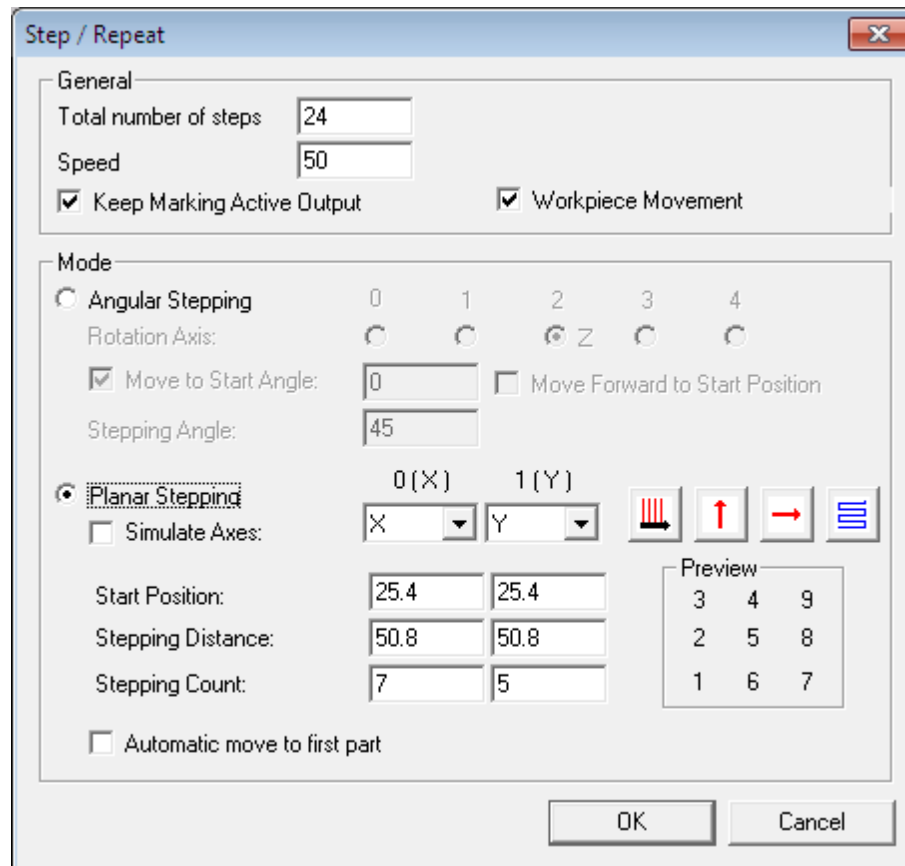 Step / Repeat
General
Total number of steps 24
Speed 50
Keep Marking Active Output Workpiece Movement
Mode
Angular Stepping 0 1 2 3 4
Rotation Axis: Z
Move to Start Angle: 0 Move Forward to Start Position
Stepping Angle: 45
0(X) 1(Y)
Planar Stepping
Simulate Axes: X Y
Preview
Start Position: 25.4 25.4 3 4 9
Stepping Distance: 50.8 50.8 2 5 8
Stepping Count: 7 5 1 6 7
Automatic move to first part
OK Cancel